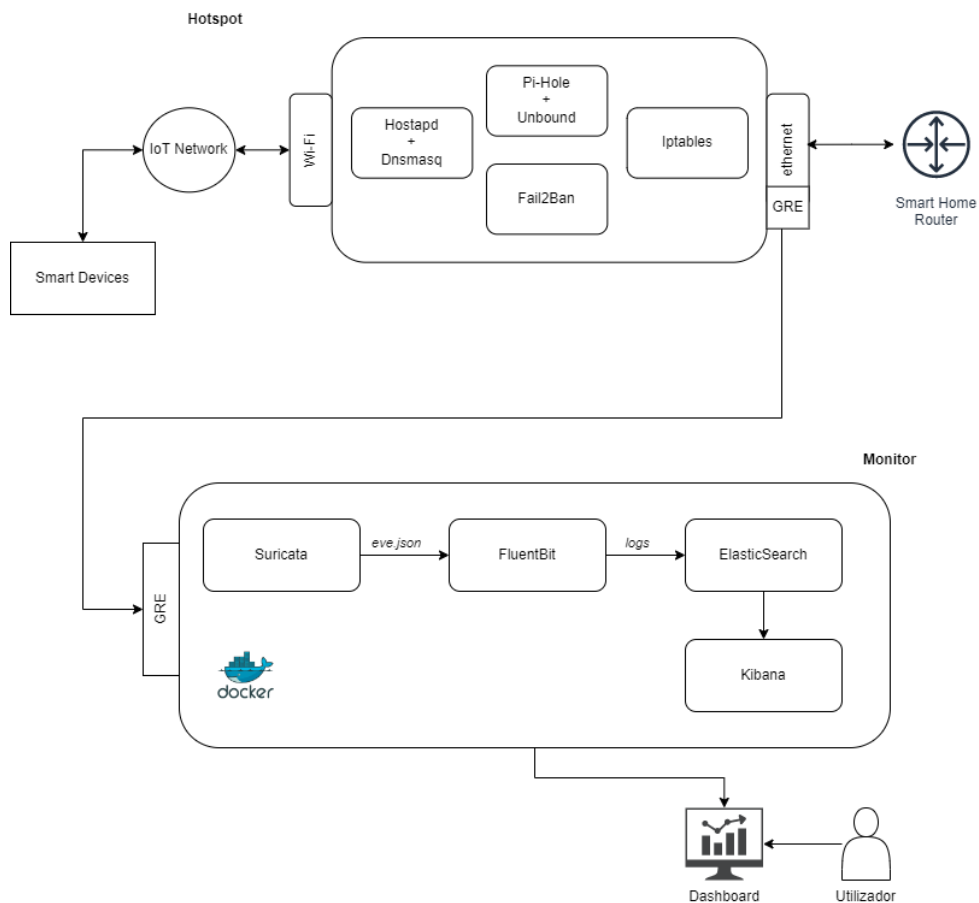 Hotspot
Pi-Hole
+
Unbound
Hostapd
+
Dnsmasq
Iptables
Fail2Ban
Wi-Fi
ethernet
GRE
IoT Network
Smart Devices
Smart Home
Router
Monitor
Suricata
eve.json
FluentBit
logs
ElasticSearch
GRE
Kibana
docker
Dashboard
Utilizador